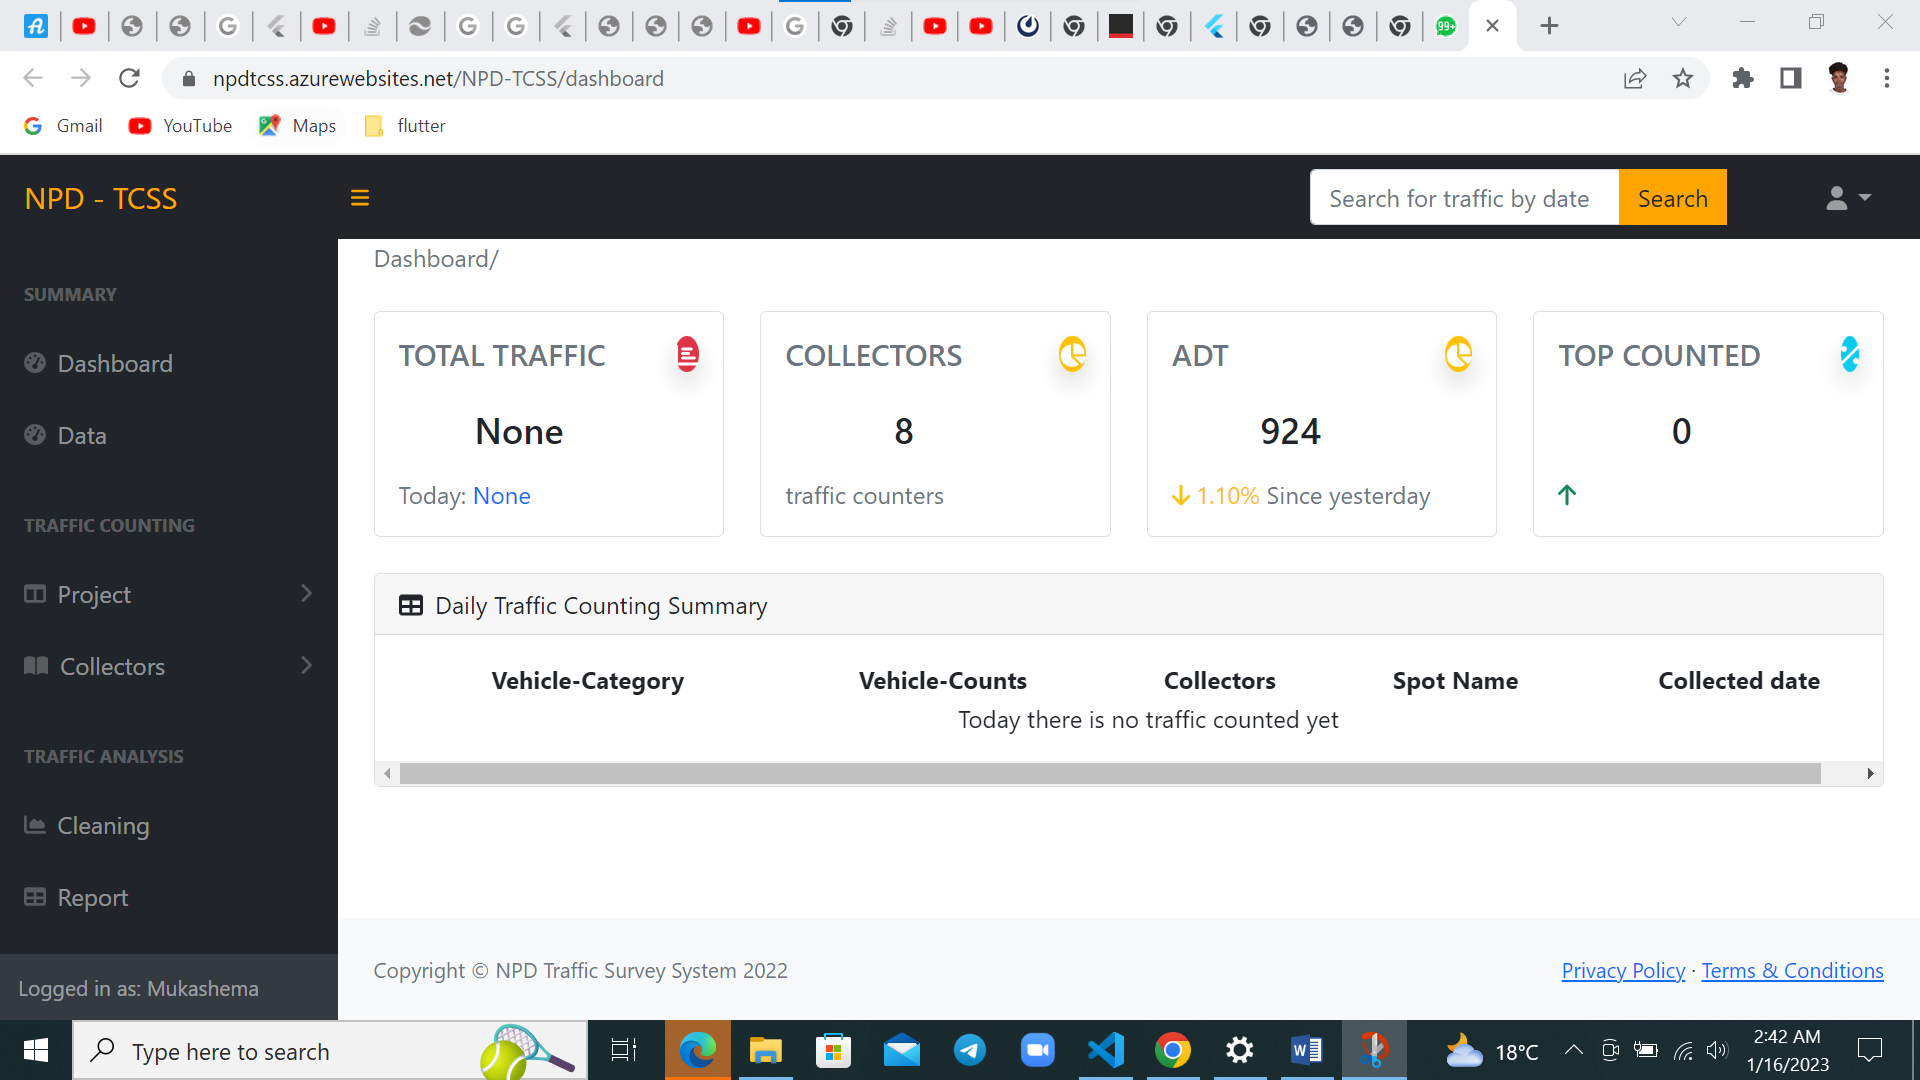 99+
npdtcss.azurewebsites.net/NPD-TCSS/dashboard
Gmail
YouTube
Maps
flutter
NPD - TCSS
Search for traffic by date
Search
SUMMARY
Dashboard
Data
TRAFFIC COUNTING
Project
Collectors
TRAFFIC ANALYSIS
Cleaning
Report
Logged in as: Mukashema
Dashboard/
TOTAL TRAFFIC
None
Today: None
COLLECTORS
8
traffic counters
ADT
924
1.10% Since yesterday
TOP COUNTED
0
Daily Traffic Counting Summary
Vehicle-Category Vehicle-Counts Collectors Spot Name Collected date
Today there is no traffic counted yet
Copyright © NPD Traffic Survey System 2022
Privacy Policy · Terms & Conditions
Type here to search
18°C
2:42 AM
1/16/2023